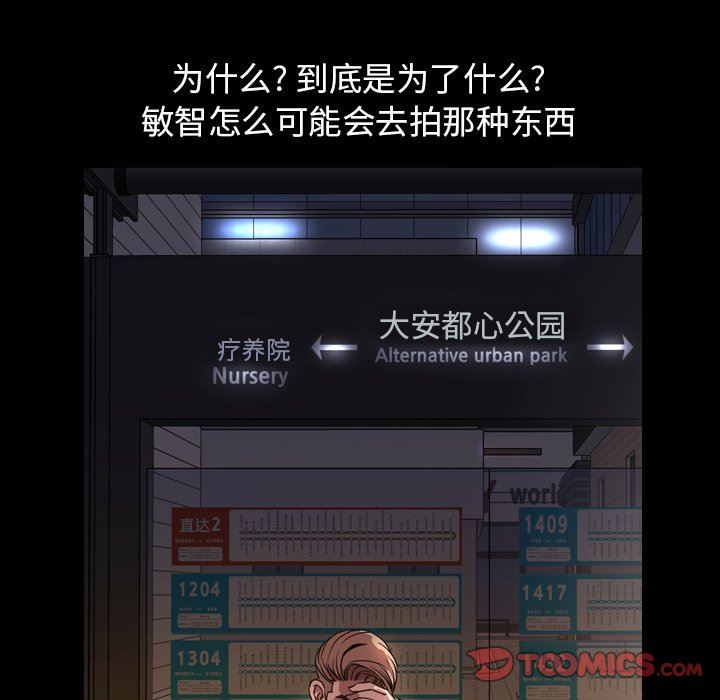 为什么? 到底是为了什么?
敏智怎么可能会去拍那种东西
疗养院
Nursery
大安都心公园
Alternative urban park
world
直达2
1409
1204
1417
1304
TOOMICS.COM